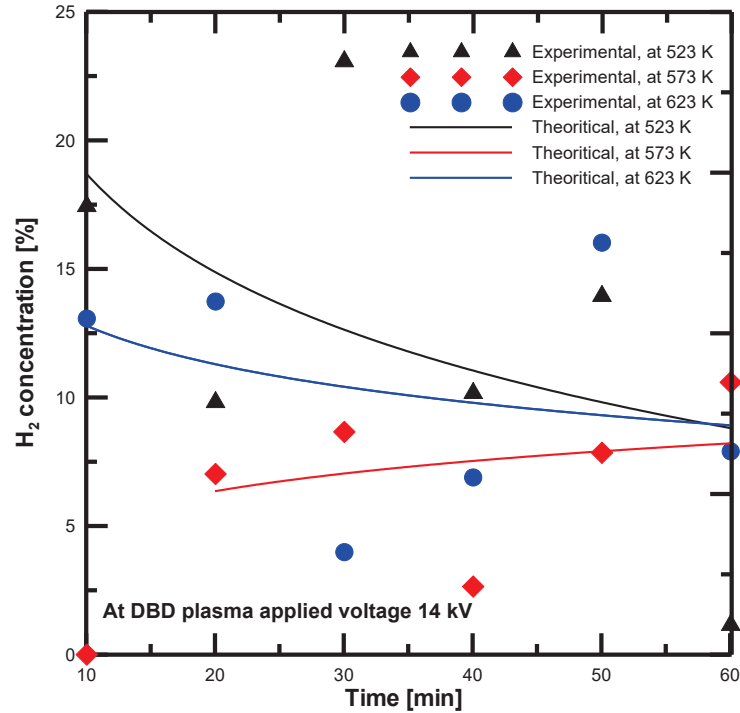 25
20
15
10
5
0
H2 concentration [%]
Experimental, at 523 K
Experimental, at 573 K
Experimental, at 623 K
Theoritical, at 523 K
Theoritical, at 573 K
Theoritical, at 623 K
At DBD plasma applied voltage 14 kV
10 20 30 40 50 60
Time [min]